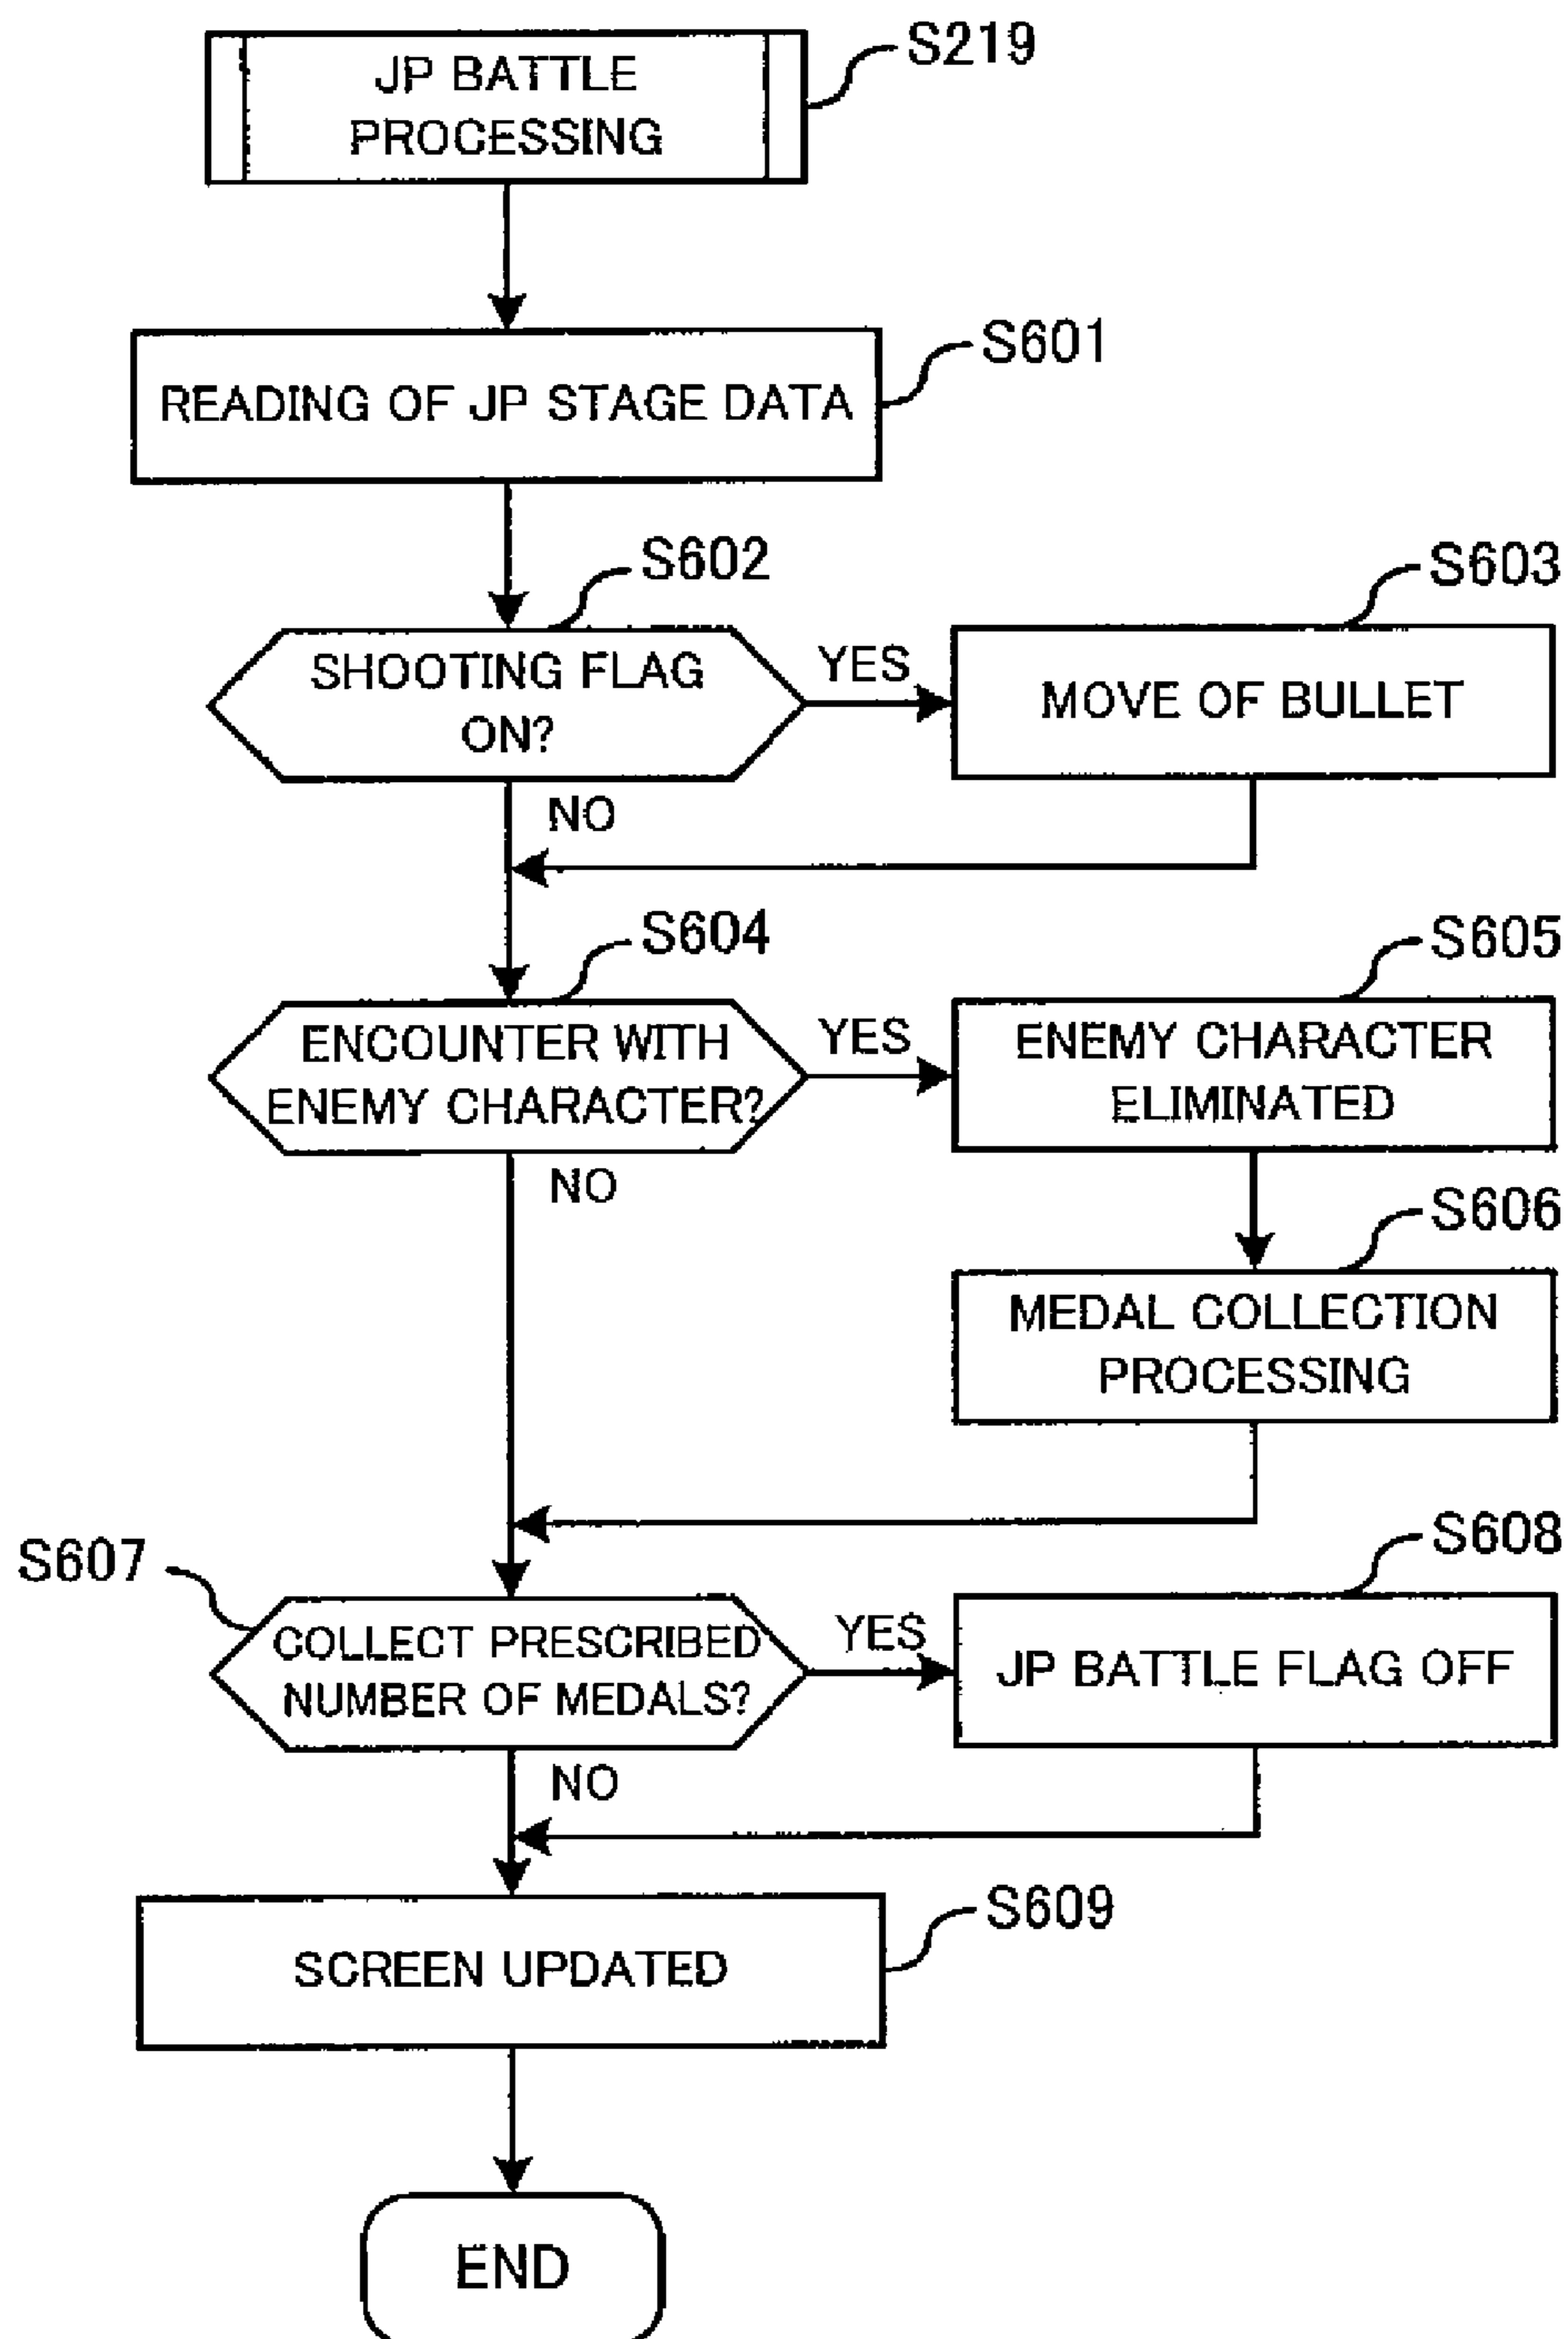 JP BATTLE
PROCESSING
S219
READING OF JP STAGE DATA
S601
S602
SHOOTING FLAG
ON?
YES
NO
S603
MOVE OF BULLET
S604
ENCOUNTER WITH
ENEMY CHARACTER?
YES
NO
S605
ENEMY CHARACTER
ELIMINATED
S606
MEDAL COLLECTION
PROCESSING
S607
COLLECT PRESCRIBED
NUMBER OF MEDALS?
YES
NO
S608
JP BATTLE FLAG OFF
S609
SCREEN UPDATED
END